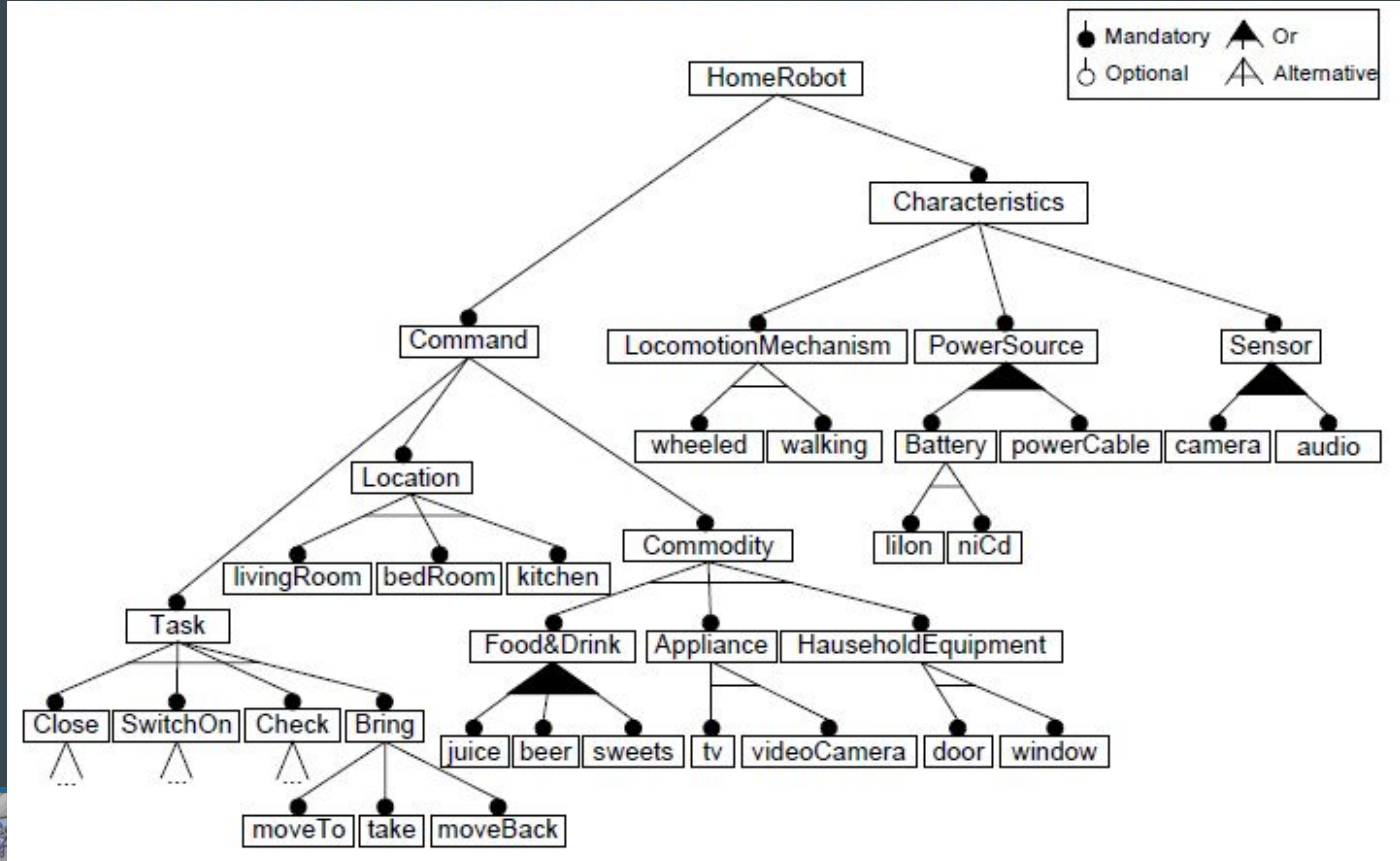 Mandatory Or
Optional Alternative
HomeRobot
Characteristics
Command LocomotionMechanism PowerSource Sensor
wheeled walking Battery powerCable camera audio
Location
liIon niCd
Commodity
livingRoom bedRoom kitchen
Task
Food&Drink Appliance HauseholdEquipment
Close SwitchOn Check Bring
juice beer sweets tv videoCamera door window
... ... ...
moveTo take moveBack